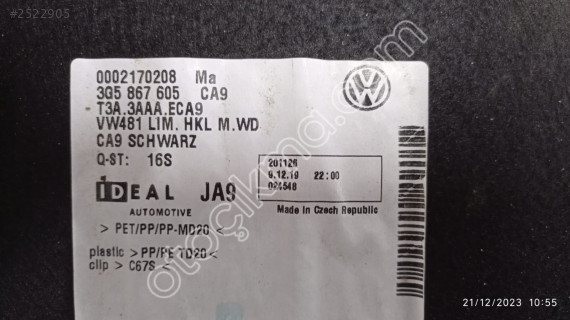 #2522905
0002170208 Ma
3G5 867 605 CA9
T3A.3AAA.ECA9
VW481 LIM. HKL M.WD
CA9 SCHWARZ
Q-ST: 16S
iDEAL JA9
AUTOMOTIVE
201126
9.12.19 22:00
024548
Made in Czech Republic
> PET/PP/PP-MD20 <
plastic > PP/PE TD20 <
clip > C67S <
otoçıkma.com
21/12/2023 10:55